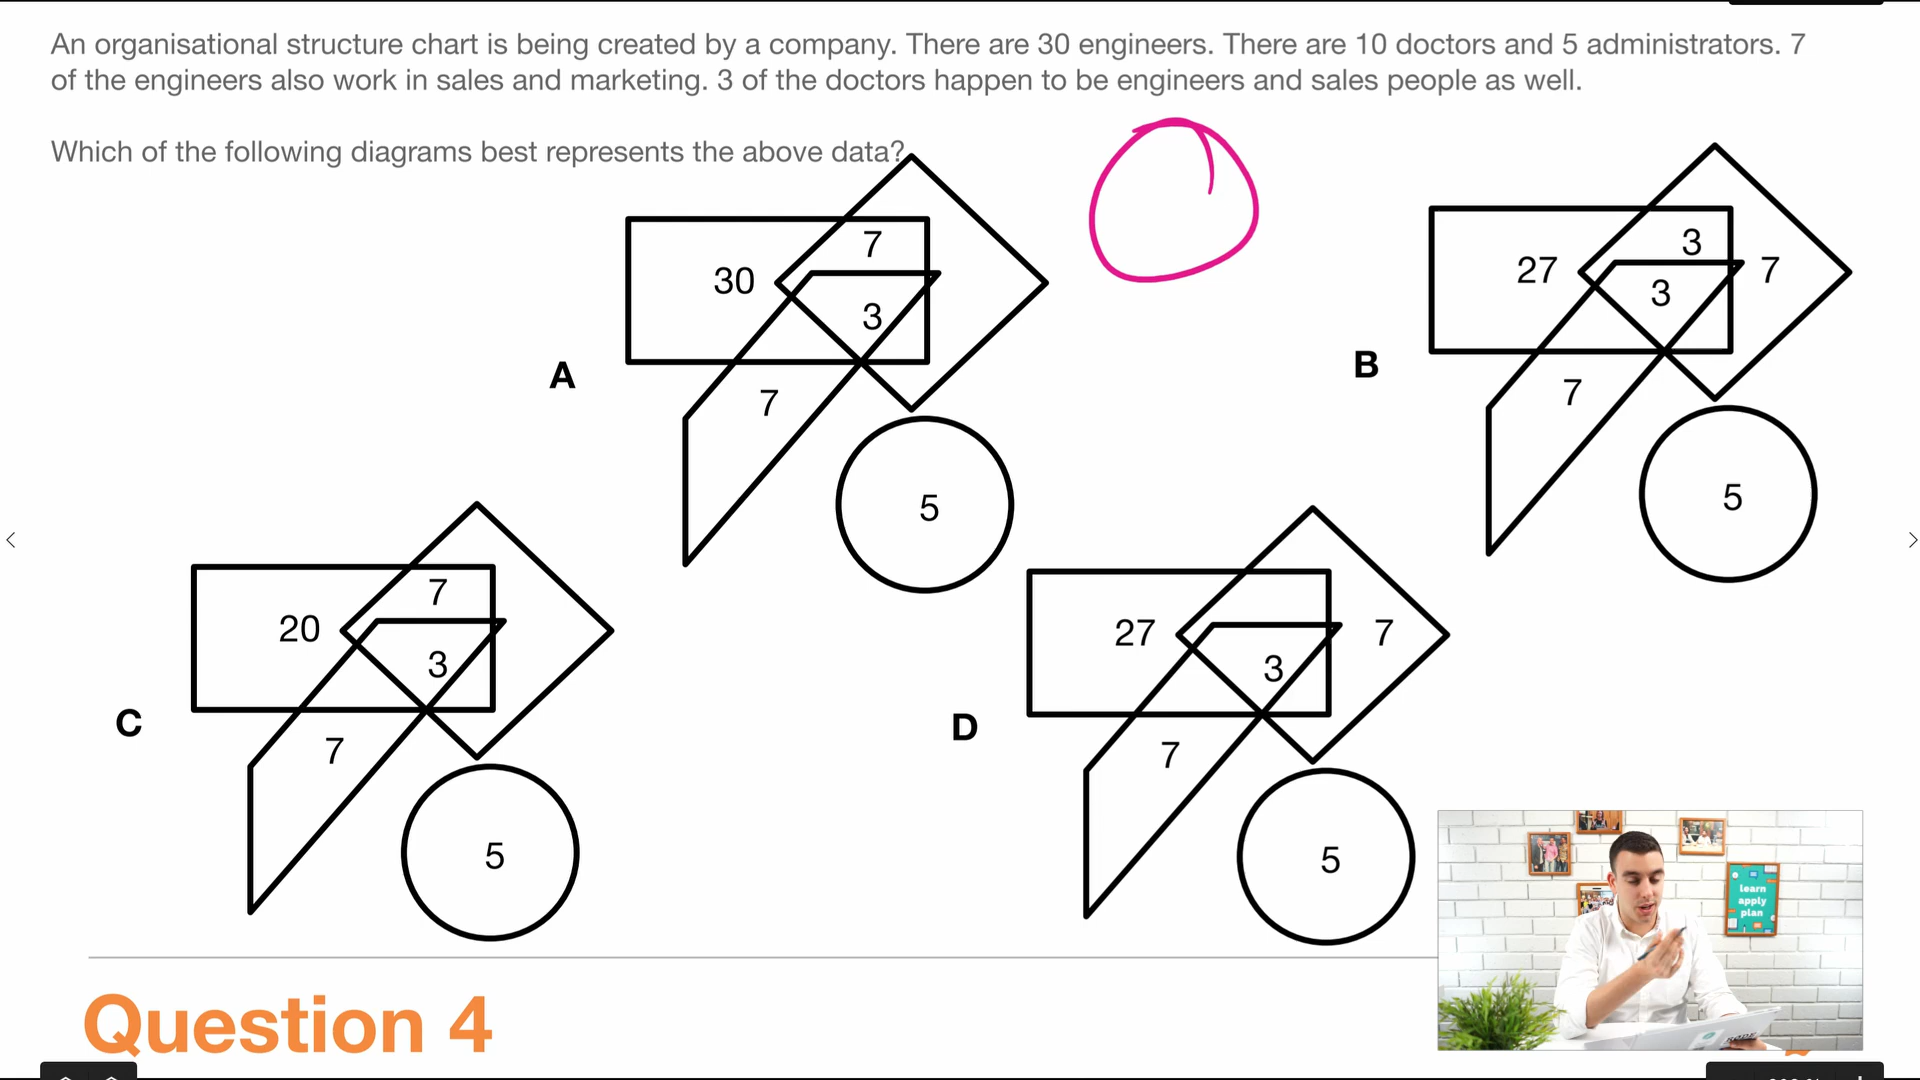 An organisational structure chart is being created by a company. There are 30 engineers. There are 10 doctors and 5 administrators. 7
of the engineers also work in sales and marketing. 3 of the doctors happen to be engineers and sales people as well.
Which of the following diagrams best represents the above data?
A
30
7
3
7
5
B
27
3
3
7
7
5
C
20
7
3
7
5
D
27
3
7
7
5
learn
apply
plan
Question 4